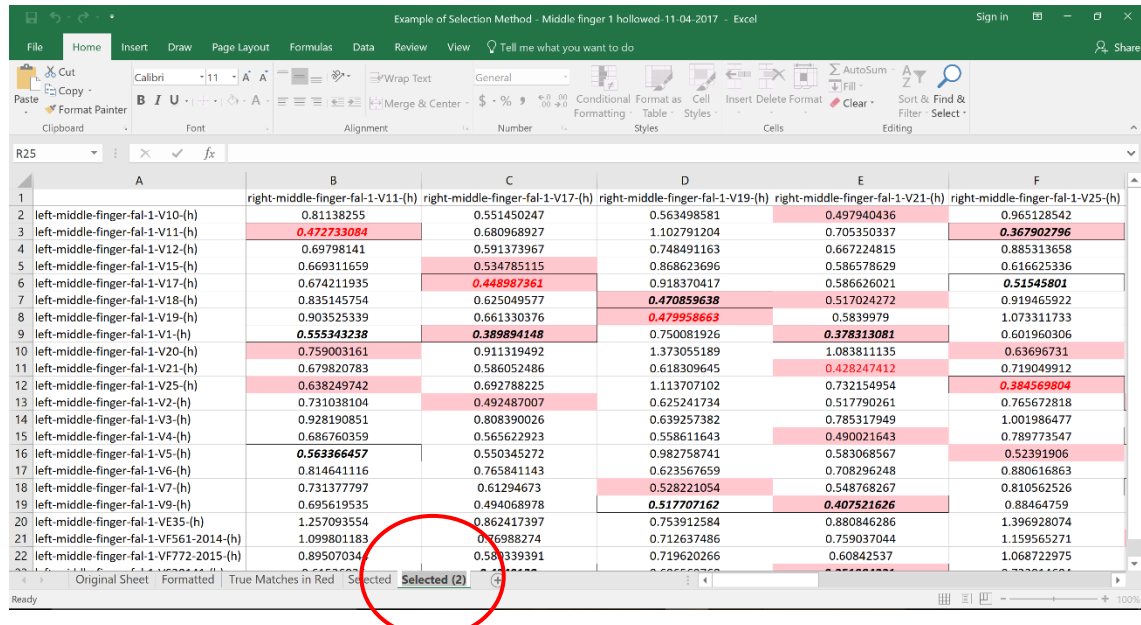 Example of Selection Method - Middle finger 1 hollowed-11-04-2017 - Excel Sign in
File Home Insert Draw Page Layout Formulas Data Review View Tell me what you want to do Share
Cut Calibri 11 A A Wrap Text General AutoSum
Copy Fill
Paste Format Painter B I U A Merge & Center $ % Conditional Formatting Format as Table Cell Styles Insert Delete Format Clear Sort & Filter Find & Select
Clipboard Font Alignment Number Styles Cells Editing
R25 fx
A B C D E F
1 right-middle-finger-fal-1-V11-(h) right-middle-finger-fal-1-V17-(h) right-middle-finger-fal-1-V19-(h) right-middle-finger-fal-1-V21-(h) right-middle-finger-fal-1-V25-(h)
2 left-middle-finger-fal-1-V10-(h) 0.81138255 0.551450247 0.563498581 0.497940436 0.965128542
3 left-middle-finger-fal-1-V11-(h) 0.472733084 0.680968927 1.102791204 0.705350337 0.367902796
4 left-middle-finger-fal-1-V12-(h) 0.69798141 0.591373967 0.748491163 0.667224815 0.885313658
5 left-middle-finger-fal-1-V15-(h) 0.669311659 0.534785115 0.868623696 0.586578629 0.616625336
6 left-middle-finger-fal-1-V17-(h) 0.674211935 0.448987361 0.918370417 0.586626021 0.51545801
7 left-middle-finger-fal-1-V18-(h) 0.835145754 0.625049577 0.470859638 0.517024272 0.919465922
8 left-middle-finger-fal-1-V19-(h) 0.903525339 0.661330376 0.479958663 0.5839979 1.073311733
9 left-middle-finger-fal-1-V1-(h) 0.555343238 0.389894148 0.750081926 0.378313081 0.601960306
10 left-middle-finger-fal-1-V20-(h) 0.759003161 0.911319492 1.373055189 1.083811135 0.63696731
11 left-middle-finger-fal-1-V21-(h) 0.679820783 0.586052486 0.618309645 0.428247412 0.719049912
12 left-middle-finger-fal-1-V25-(h) 0.638249742 0.692788225 1.113707102 0.732154954 0.384569804
13 left-middle-finger-fal-1-V2-(h) 0.731038104 0.492487007 0.625241734 0.517790261 0.765672818
14 left-middle-finger-fal-1-V3-(h) 0.928190851 0.808390026 0.639257382 0.785317949 1.001986477
15 left-middle-finger-fal-1-V4-(h) 0.686760359 0.565622923 0.558611643 0.490021643 0.789773547
16 left-middle-finger-fal-1-V5-(h) 0.563366457 0.550345272 0.982758741 0.583068567 0.52391906
17 left-middle-finger-fal-1-V6-(h) 0.814641116 0.765841143 0.623567659 0.708296248 0.880616863
18 left-middle-finger-fal-1-V7-(h) 0.731377797 0.61294673 0.528221054 0.548768267 0.810562526
19 left-middle-finger-fal-1-V9-(h) 0.695619535 0.494068978 0.517707162 0.407521626 0.88464759
20 left-middle-finger-fal-1-VE35-(h) 1.257093554 0.862417397 0.753912584 0.880846286 1.396928074
21 left-middle-finger-fal-1-VF561-2014-(h) 1.099801183 0.76988274 0.712637486 0.759037044 1.159565271
22 left-middle-finger-fal-1-VF772-2015-(h) 0.580339391 0.719620266 0.60842537 1.068722975
Original Sheet Formatted True Matches in Red Selected Selected (2)
Ready 100%